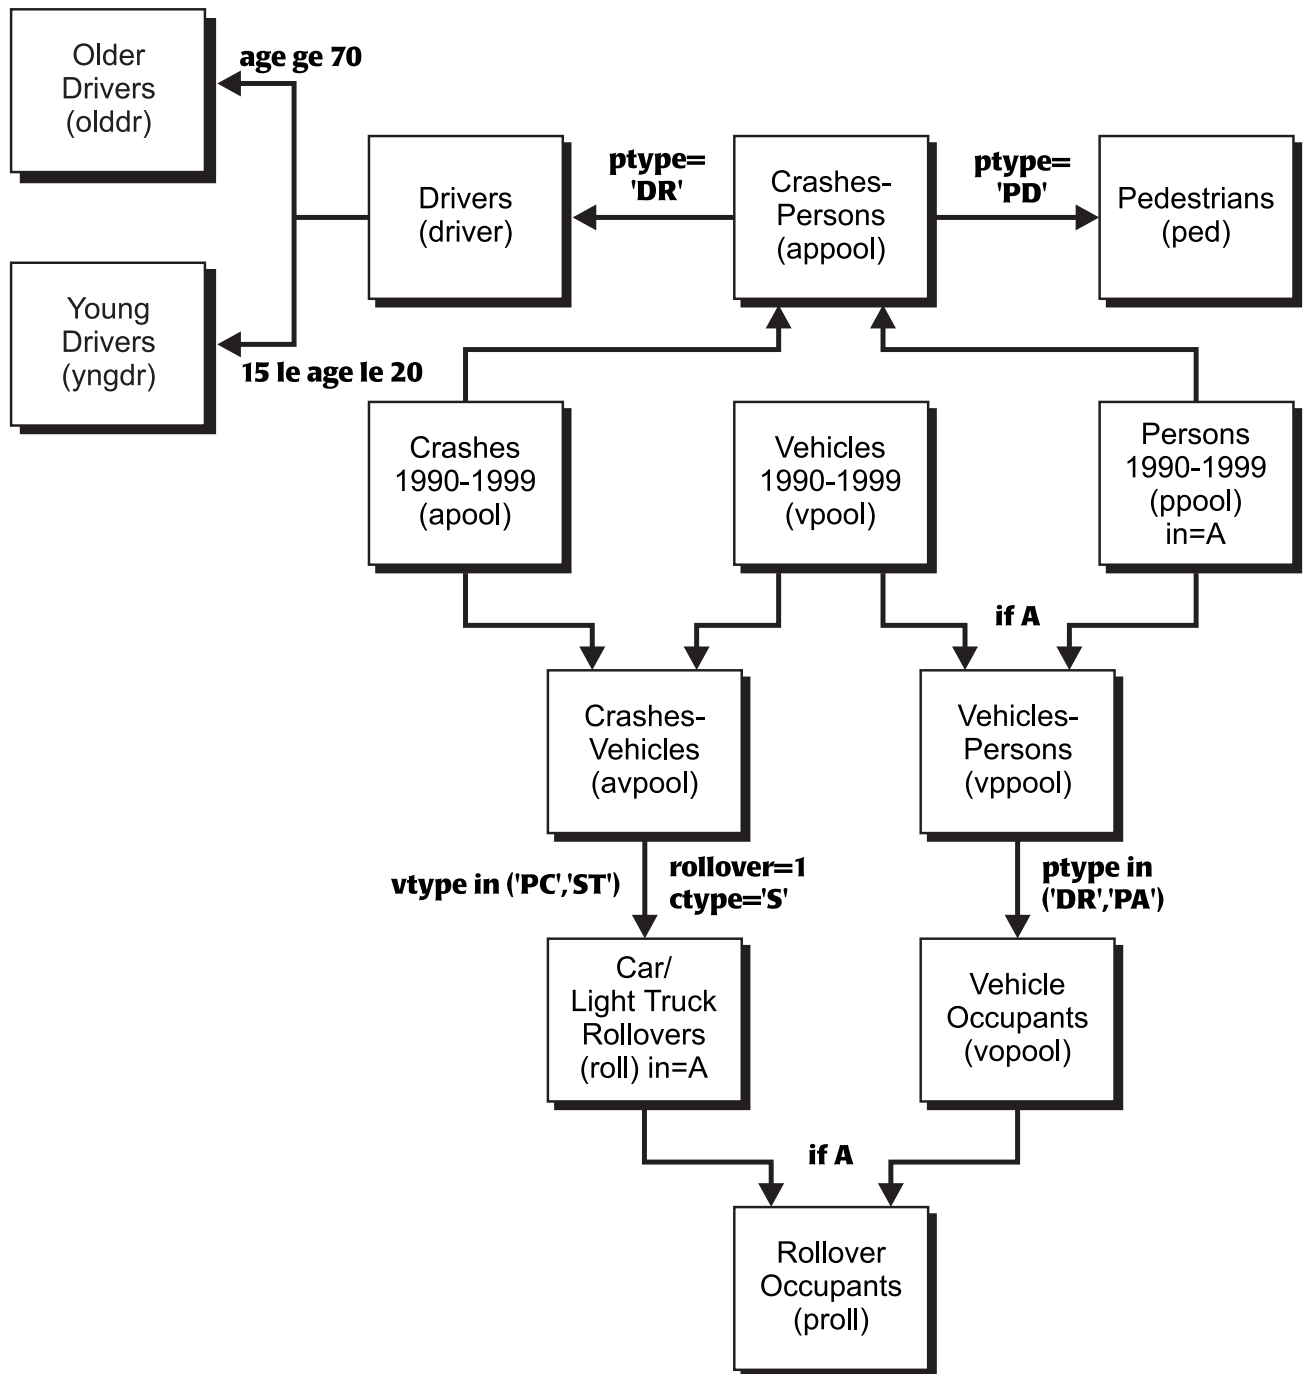 Older
Drivers
(olddr)
age ge 70
Drivers
(driver)
ptype=
'DR'
Crashes-
Persons
(appool)
ptype=
'PD'
Pedestrians
(ped)
Young
Drivers
(yngdr)
15 le age le 20
Crashes
1990-1999
(apool)
Vehicles
1990-1999
(vpool)
Persons
1990-1999
(ppool)
in=A
if A
Crashes-
Vehicles
(avpool)
Vehicles-
Persons
(vppool)
vtype in ('PC','ST')
rollover=1
ctype='S'
ptype in
('DR','PA')
Car/
Light Truck
Rollovers
(roll) in=A
Vehicle
Occupants
(vopool)
if A
Rollover
Occupants
(proll)